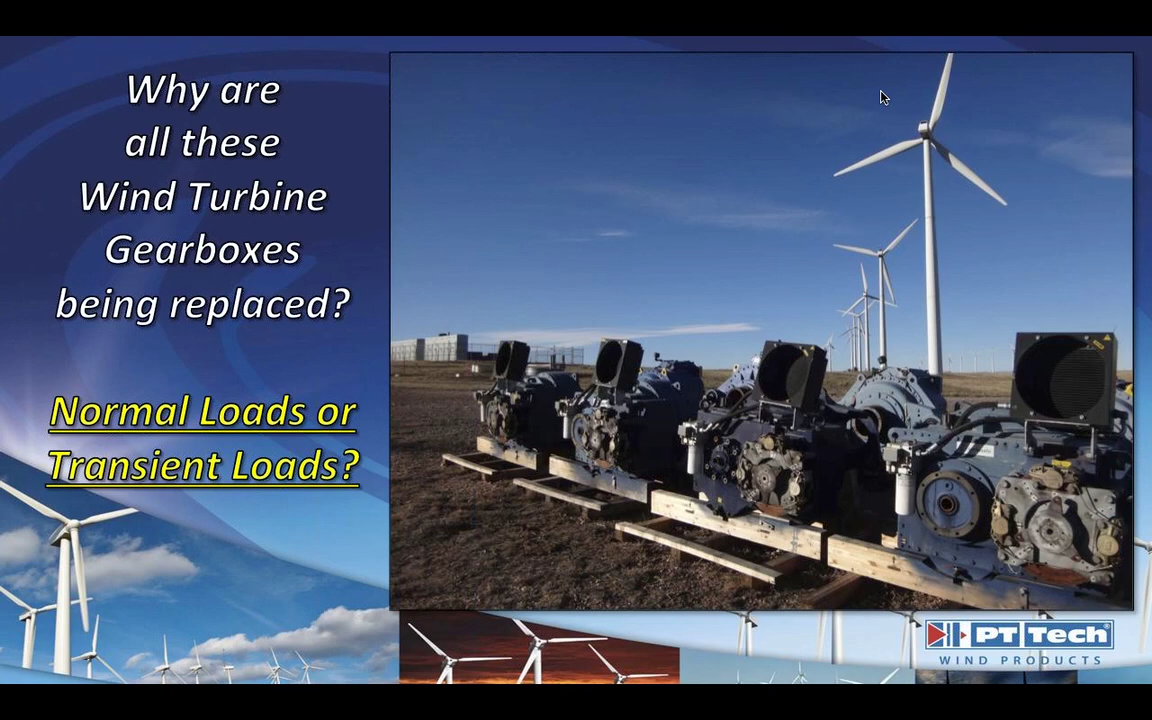 Why are
all these
Wind Turbine
Gearboxes
being replaced?
Normal Loads or
Transient Loads?
PT Tech®
WIND PRODUCTS